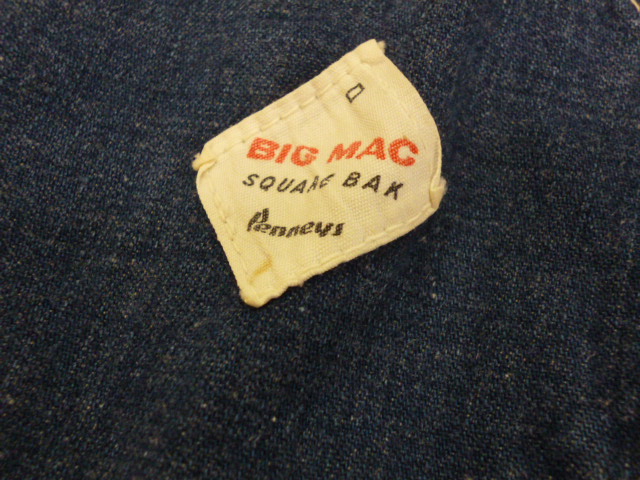 BIG MAC
SQUARE BAK
Penneys